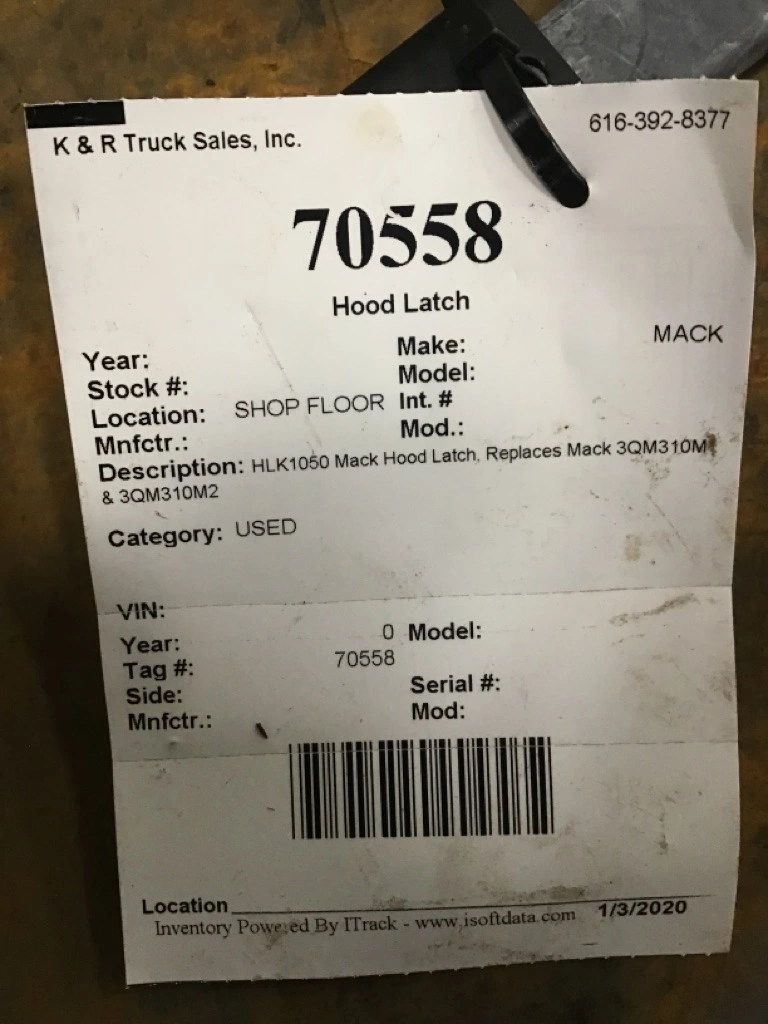 K & R Truck Sales, Inc. 616-392-8377
70558
Hood Latch
Year: Make: MACK
Stock #: Model:
Location: SHOP FLOOR Int. #
Mnfctr.: Mod.:
Description: HLK1050 Mack Hood Latch, Replaces Mack 3QM310M
& 3QM310M2
Category: USED
VIN:
Year: 0 Model:
Tag #: 70558
Side: Serial #:
Mnfctr.: Mod:
Location 1/3/2020
Inventory Powered By ITrack - www.isoftdata.com